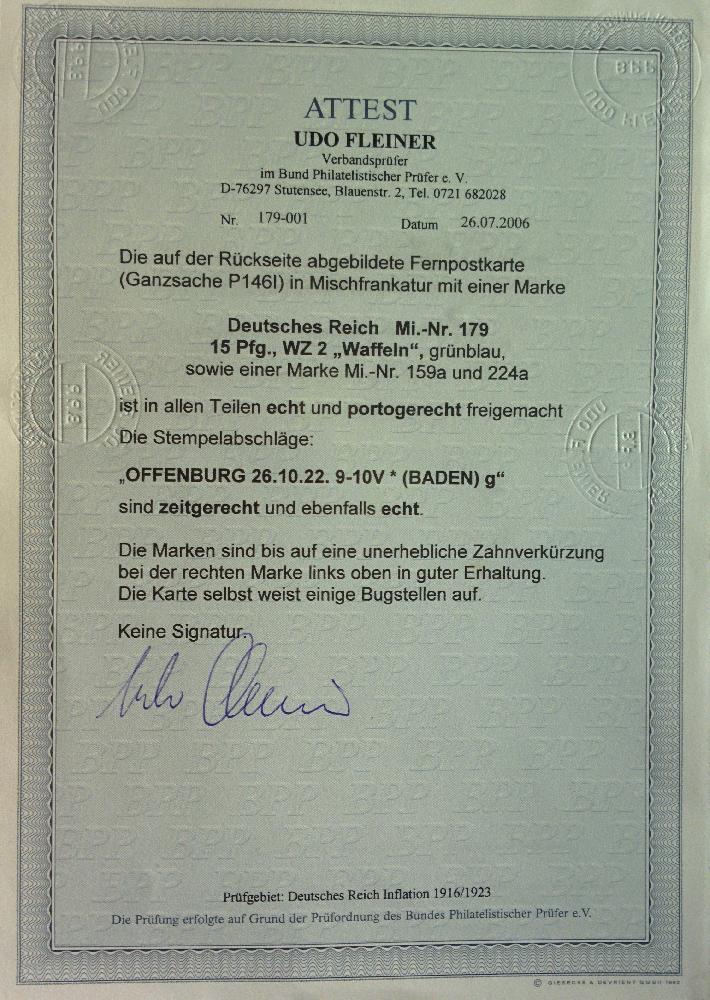 ATTEST
UDO FLEINER
Verbandsprüfer
im Bund Philatelistischer Prüfer e. V.
D-76297 Stutensee, Blauenstr. 2, Tel. 0721 682028
Nr. 179-001 Datum 26.07.2006
Die auf der Rückseite abgebildete Fernpostkarte
(Ganzsache P146I) in Mischfrankatur mit einer Marke
Deutsches Reich Mi.-Nr. 179
15 Pfg., WZ 2 „Waffeln“, grünblau,
sowie einer Marke Mi.-Nr. 159a und 224a
ist in allen Teilen echt und portogerecht freigemacht
Die Stempelabschläge:
„OFFENBURG 26.10.22. 9-10V * (BADEN) g“
sind zeitgerecht und ebenfalls echt.
Die Marken sind bis auf eine unerhebliche Zahnverkürzung
bei der rechten Marke links oben in guter Erhaltung.
Die Karte selbst weist einige Bugstellen auf.
Keine Signatur.
Prüfgebiet: Deutsches Reich Inflation 1916/1923
Die Prüfung erfolgte auf Grund der Prüfordnung des Bundes Philatelistischer Prüfer e.V.
© GIESECKE & DEVRIENT GMBH